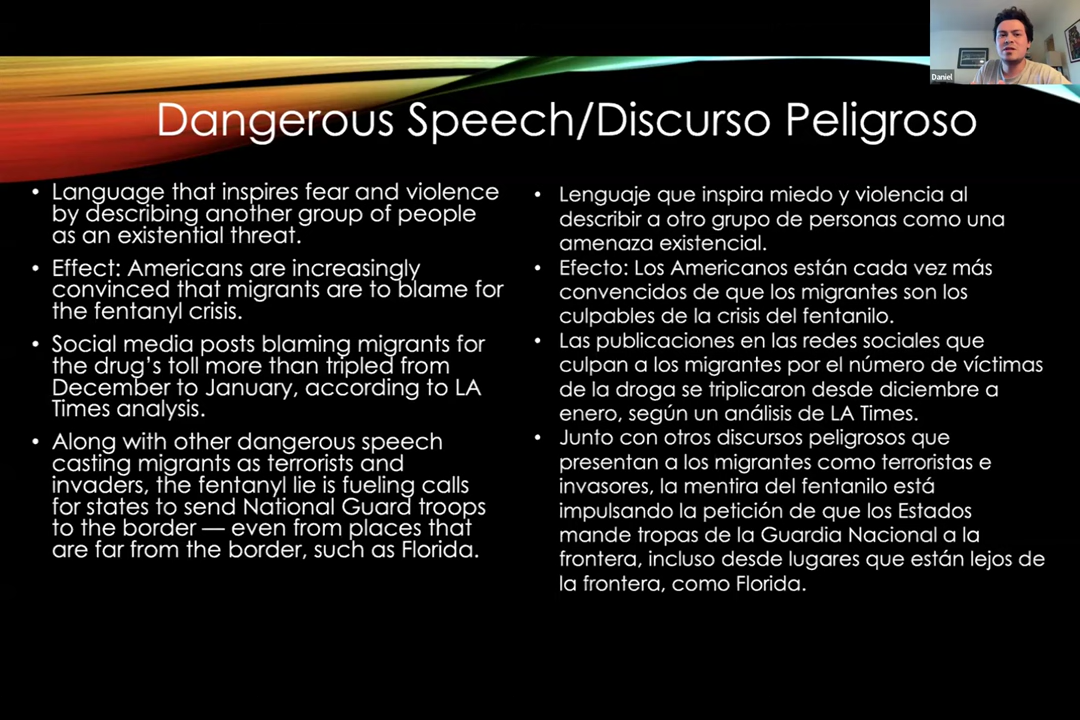 Daniel
Dangerous Speech/Discurso Peligroso
• Language that inspires fear and violence
by describing another group of people
as an existential threat.
• Effect: Americans are increasingly
convinced that migrants are to blame for
the fentanyl crisis.
• Social media posts blaming migrants for
the drug’s toll more than tripled from
December to January, according to LA
Times analysis.
• Along with other dangerous speech
casting migrants as terrorists and
invaders, the fentanyl lie is fueling calls
for states to send National Guard troops
to the border — even from places that
are far from the border, such as Florida.
• Lenguaje que inspira miedo y violencia al
describir a otro grupo de personas como una
amenaza existencial.
• Efecto: Los Americanos están cada vez más
convencidos de que los migrantes son los
culpables de la crisis del fentanilo.
• Las publicaciones en las redes sociales que
culpan a los migrantes por el número de víctimas
de la droga se triplicaron desde diciembre a
enero, según un análisis de LA Times.
• Junto con otros discursos peligrosos que
presentan a los migrantes como terroristas e
invasores, la mentira del fentanilo está
impulsando la petición de que los Estados
mande tropas de la Guardia Nacional a la
frontera, incluso desde lugares que están lejos de
la frontera, como Florida.